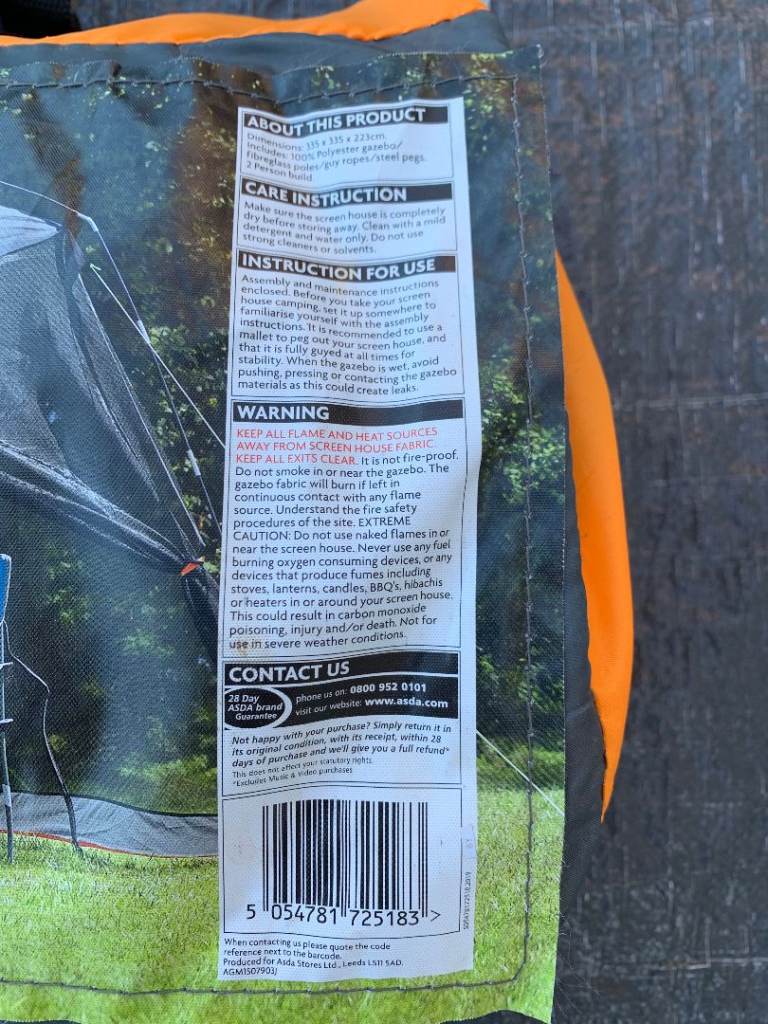 ABOUT THIS PRODUCT
Dimensions: 335 x 335 x 223cm.
Includes: 100% Polyester gazebo/
fibreglass poles/guy ropes/steel pegs.
2 Person build
CARE INSTRUCTION
Make sure the screen house is completely
dry before storing away. Clean with a mild
detergent and water only. Do not use
strong cleaners or solvents.
INSTRUCTION FOR USE
Assembly and maintenance instructions
enclosed. Before you take your screen
house camping, set it up somewhere to
familiarise yourself with the assembly
instructions. It is recommended to use a
mallet to peg out your screen house, and
that it is fully guyed at all times for
stability. When the gazebo is wet, avoid
pushing, pressing or contacting the gazebo
materials as this could create leaks.
WARNING
KEEP ALL FLAME AND HEAT SOURCES
AWAY FROM SCREEN HOUSE FABRIC.
KEEP ALL EXITS CLEAR. It is not fire-proof.
Do not smoke in or near the gazebo. The
gazebo fabric will burn if left in
continuous contact with any flame
source. Understand the fire safety
procedures of the site. EXTREME
CAUTION: Do not use naked flames in or
near the screen house. Never use any fuel
burning oxygen consuming devices, or any
devices that produce fumes including
stoves, lanterns, candles, BBQ's, hibachis
or heaters in or around your screen house.
This could result in carbon monoxide
poisoning, injury and/or death. Not for
use in severe weather conditions.
CONTACT US
28 Day
ASDA brand
Guarantee
phone us on: 0800 952 0101
visit our website: www.asda.com
Not happy with your purchase? Simply return it in
its original condition, with its receipt, within 28
days of purchase and we'll give you a full refund*
This does not affect your statutory rights.
*Excludes Music & Video purchases
5 054781 725183 >
When contacting us please quote the code
reference next to the barcode.
Produced for Asda Stores Ltd., Leeds LS11 5AD.
AGM1507903J